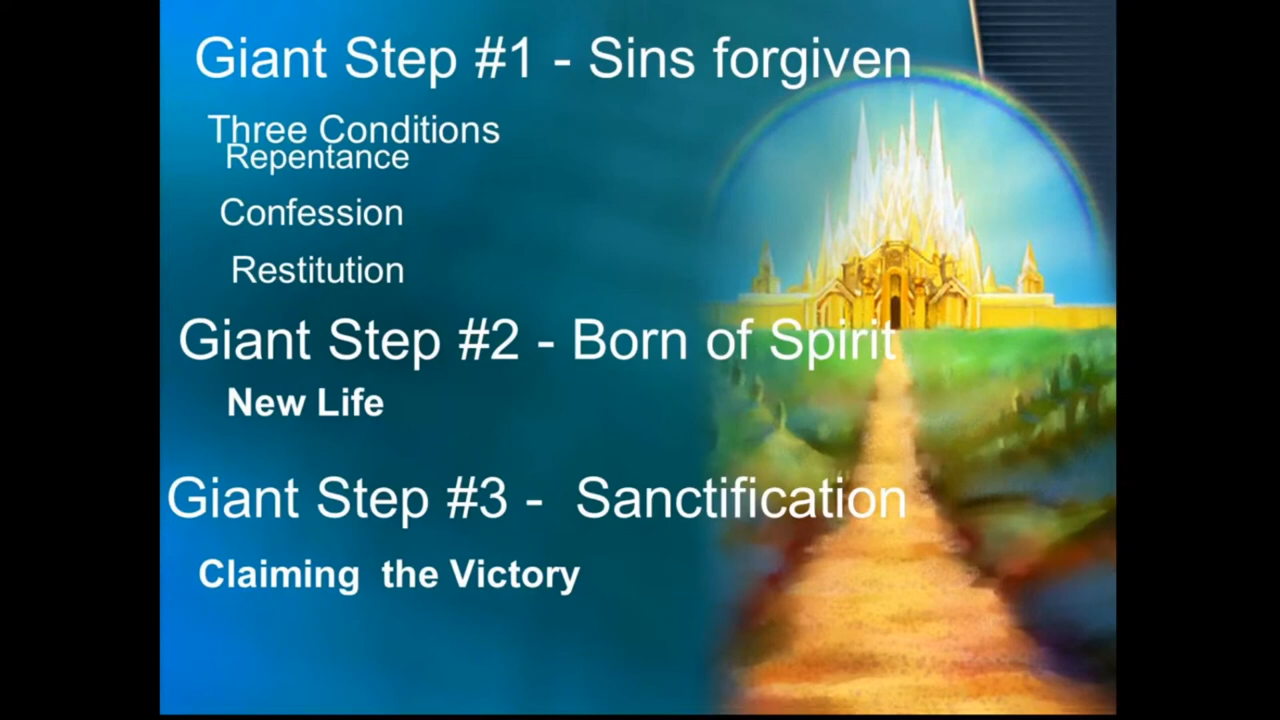 Giant Step #1 - Sins forgiven
Three Conditions
Repentance
Confession
Restitution
Giant Step #2 - Born of Spirit
New Life
Giant Step #3 - Sanctification
Claiming the Victory